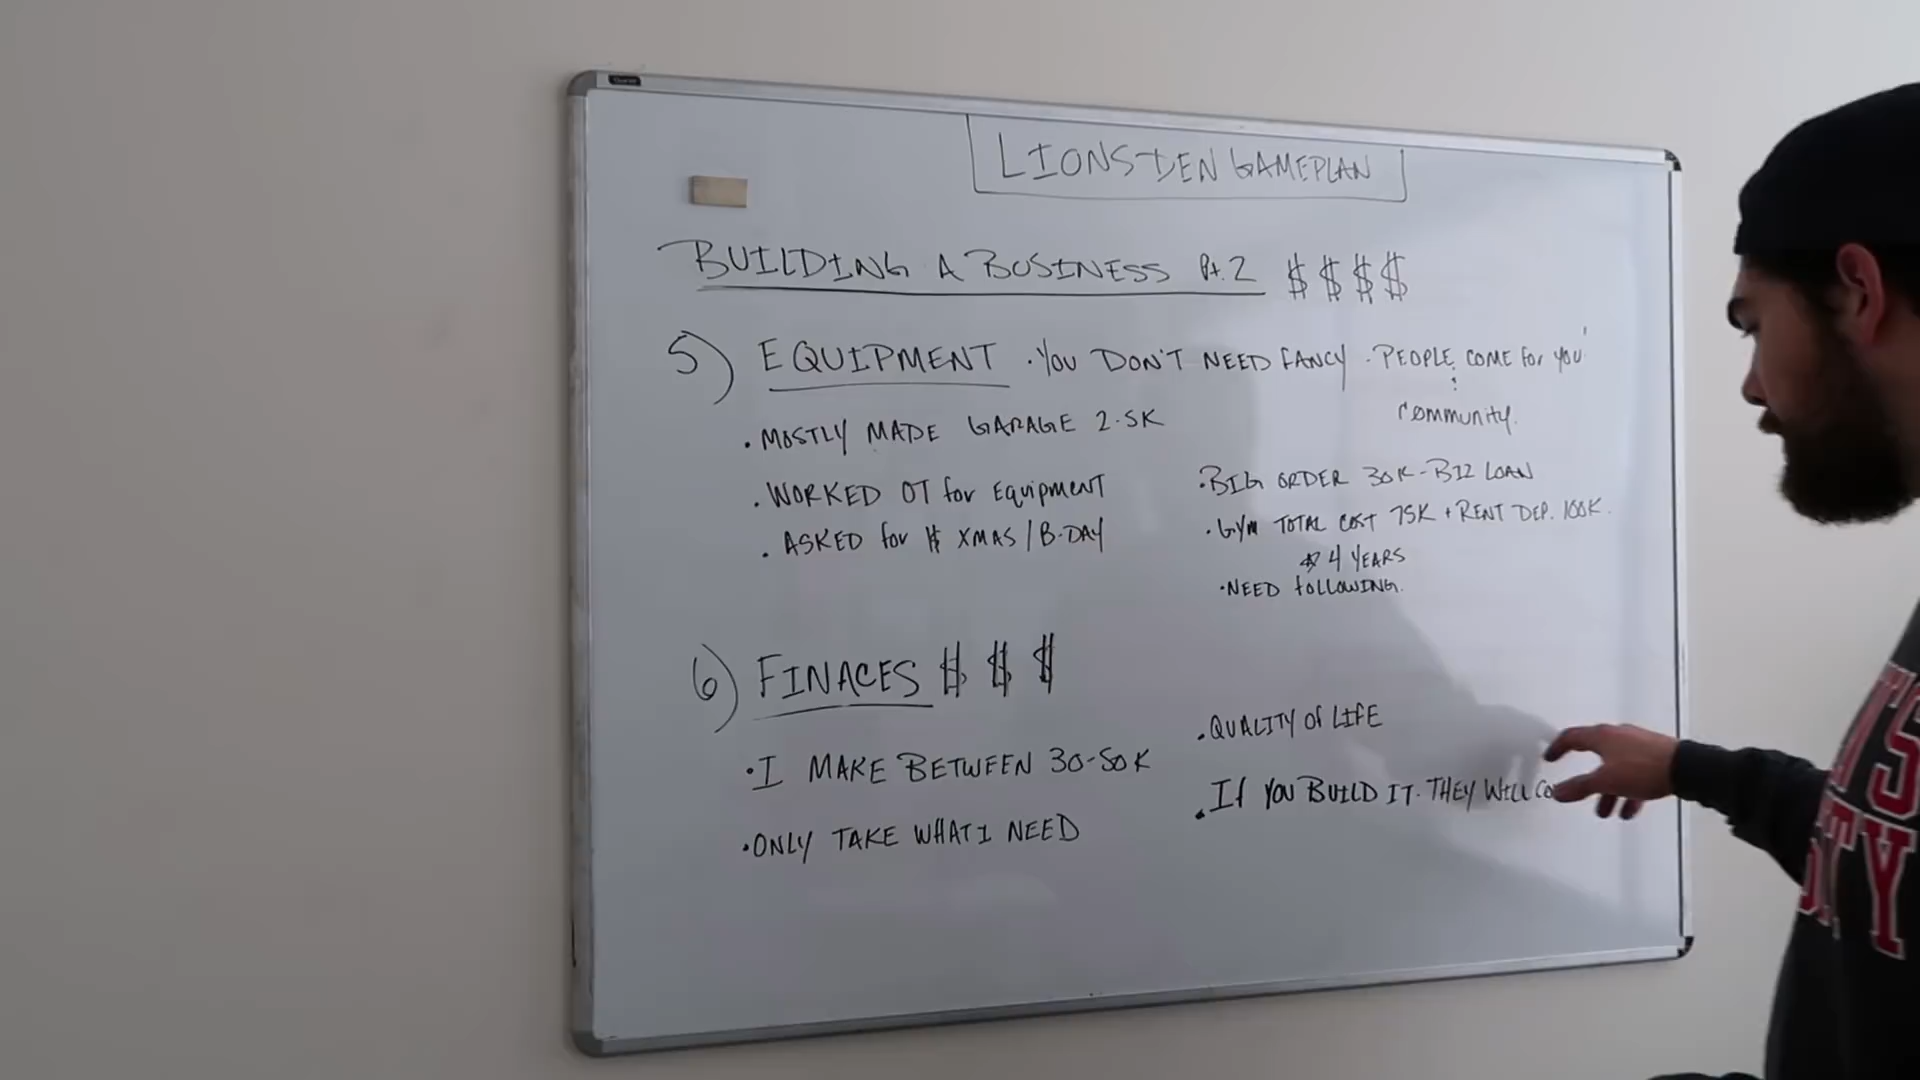 LIONSDEN GAMEPLAN
BUILDING A BUSINESS Pt.2 $ $ $ $
5) EQUIPMENT · YOU DON'T NEED FANCY · PEOPLE COME for YOU'
:
Community.
· MOSTLY MADE GARAGE 2-5K
· WORKED OT for EQUIPMENT
· ASKED for $ XMAS / B-DAY
· BIG ORDER 30K - BIZ LOAN
· GYM TOTAL COST 75K + RENT DEP. 100K.
4 YEARS
· NEED FOLLOWING.
6) FINACES $ $ $
· I MAKE BETWEEN 30-50K
· ONLY TAKE WHAT I NEED
· QUALITY OF LIFE
· If YOU BUILD IT. THEY WILL CO